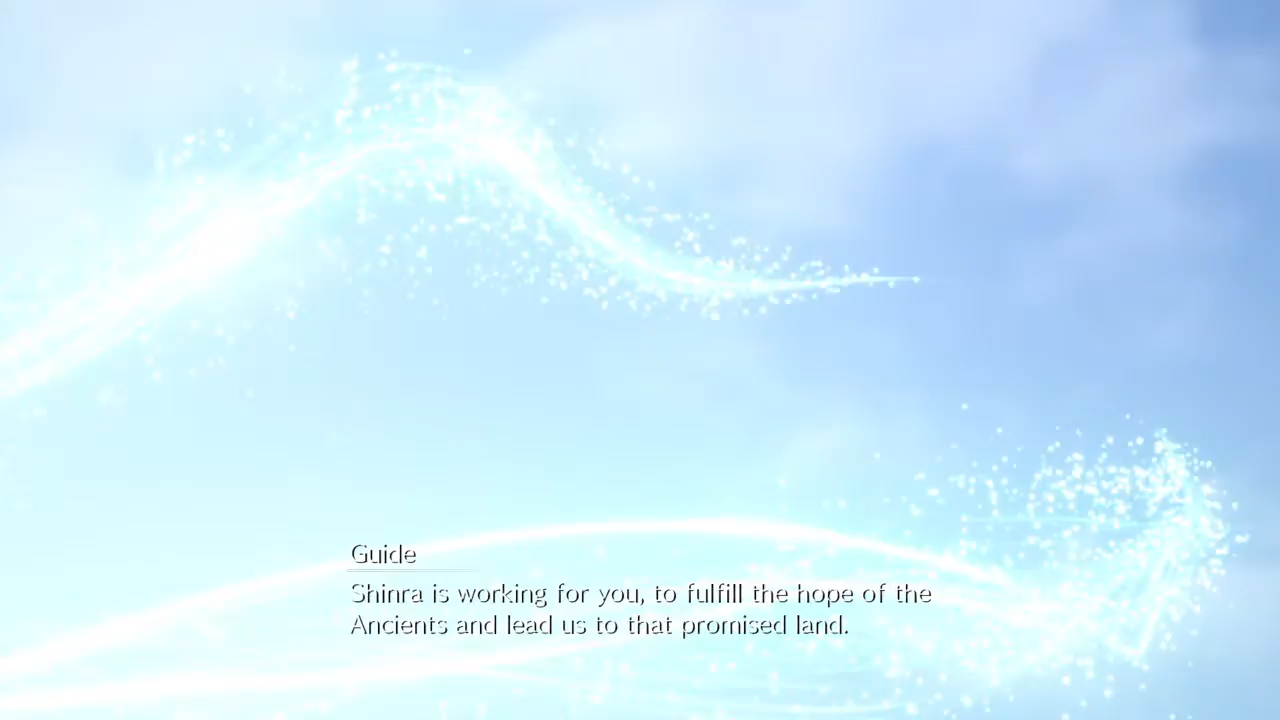 Guide
Shinra is working for you, to fulfill the hope of the
Ancients and lead us to that promised land.